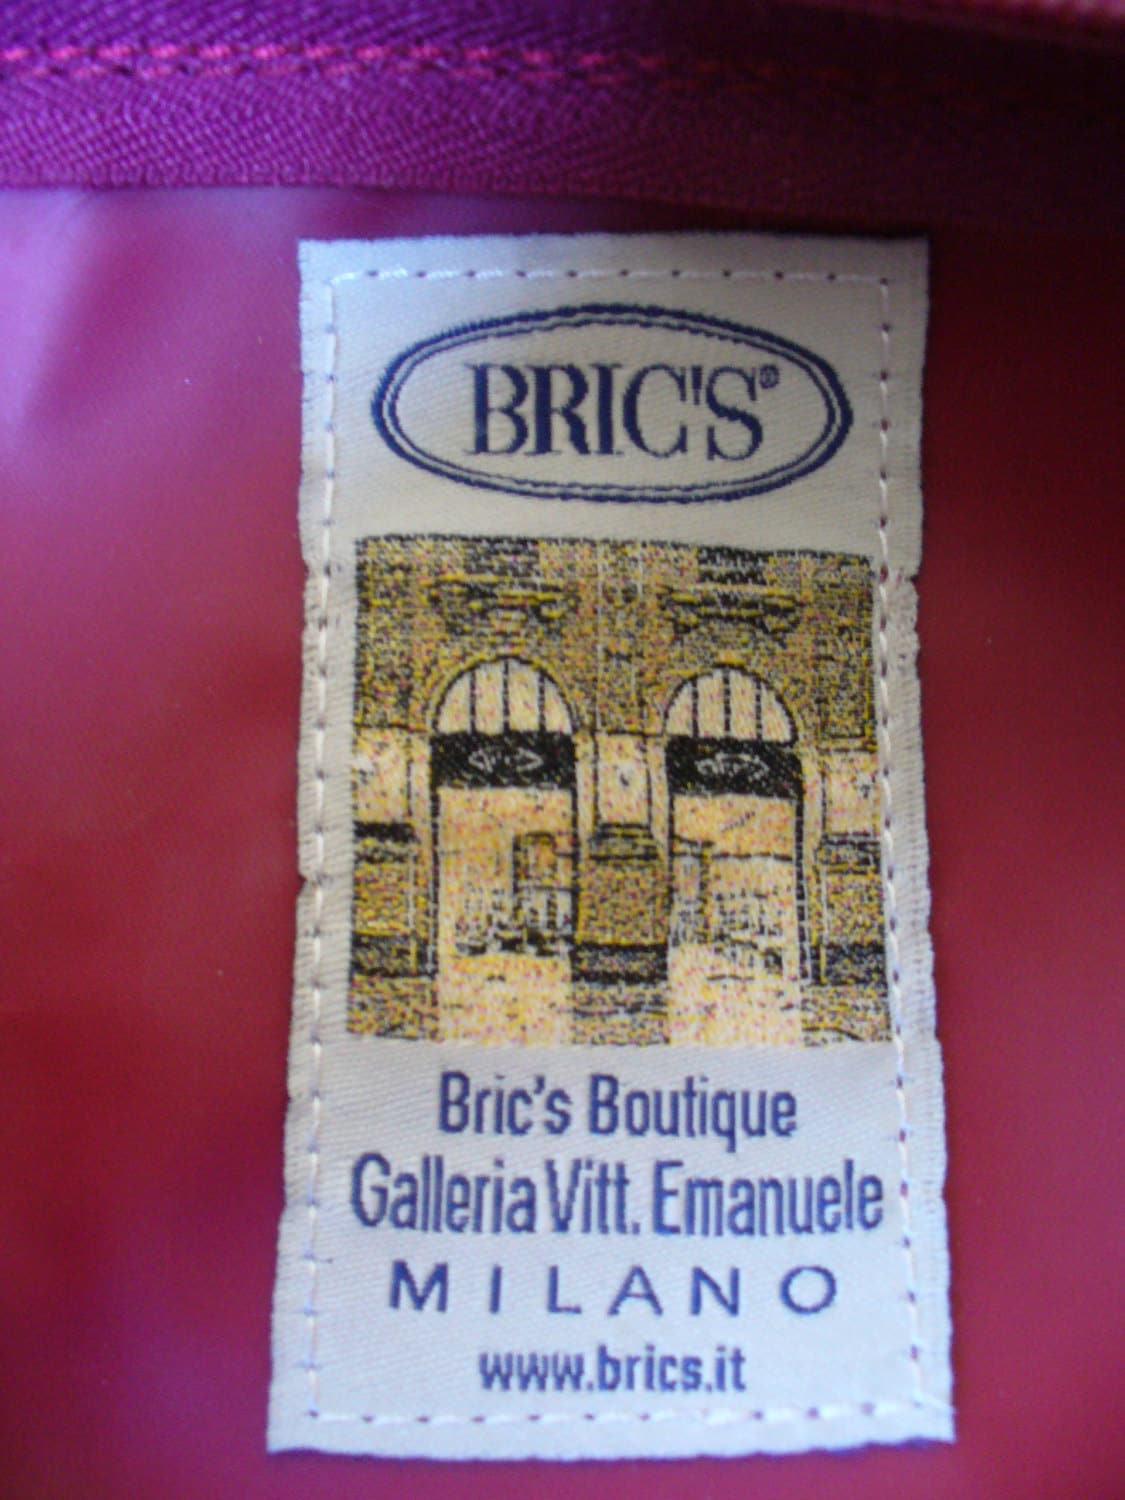 BRIC'S®
Bric's Boutique
Galleria Vitt. Emanuele
MILANO
www.brics.it